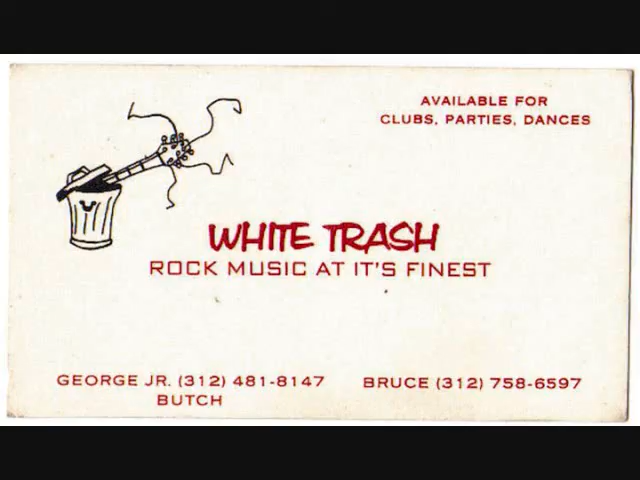 AVAILABLE FOR
CLUBS, PARTIES, DANCES
WHITE TRASH
ROCK MUSIC AT IT'S FINEST
GEORGE JR. (312) 481-8147
BUTCH
BRUCE (312) 758-6597